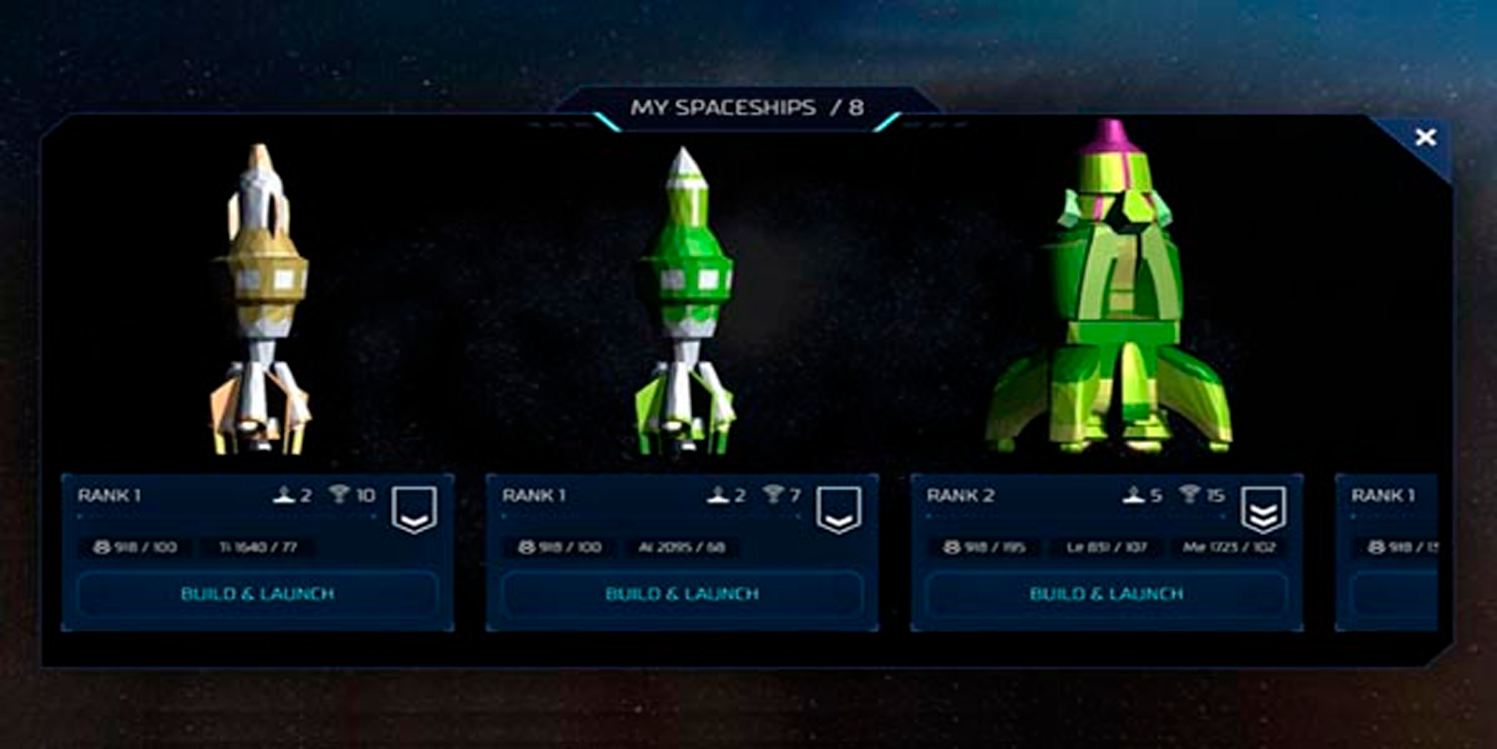 MY SPACESHIPS / 8
RANK 1 2 10
918 / 100 Ti 1640 / 77
BUILD & LAUNCH
RANK 1 2 7
918 / 100 Al 2095 / 68
BUILD & LAUNCH
RANK 2 5 15
918 / 195 Le 831 / 107 Me 1723 / 102
BUILD & LAUNCH
RANK 1
918 /